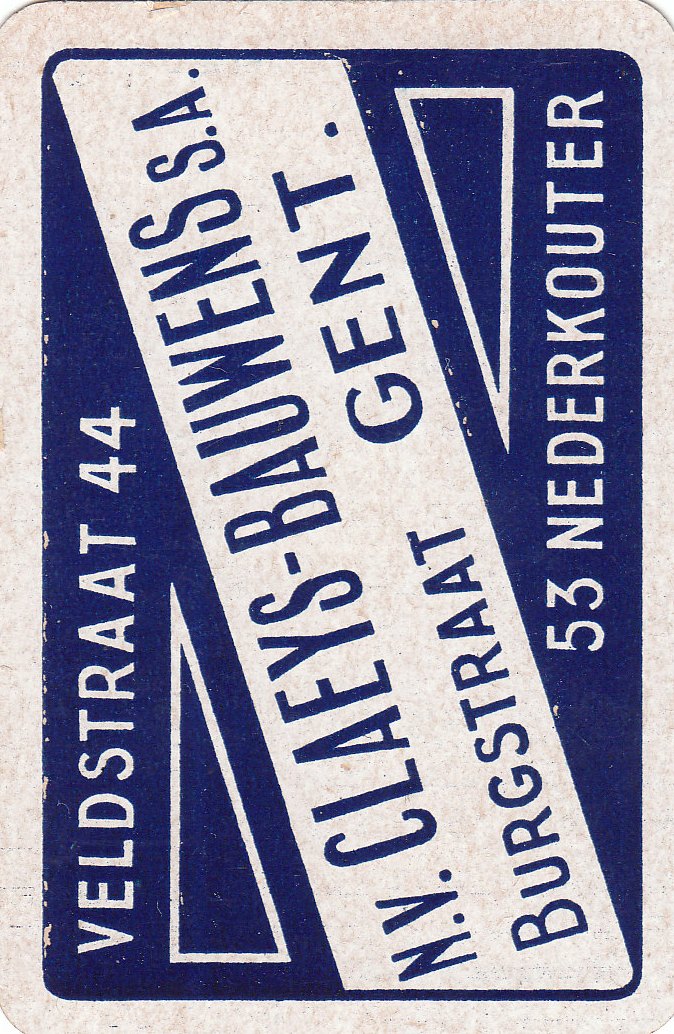 VELDSTRAAT 44
N.V. CLAEYS-BAUWENS S.A.
BURGSTRAAT GENT.
53 NEDERKOUTER